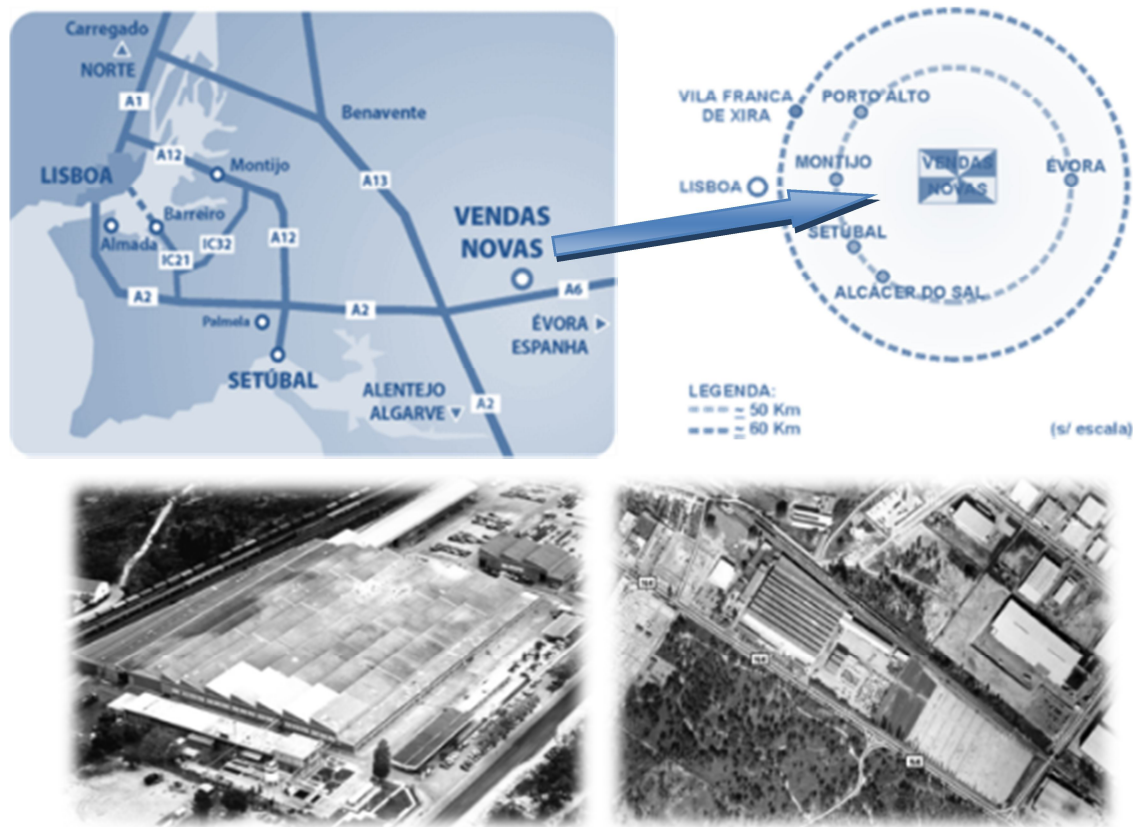 Carregado
NORTE
A1
Benavente
A12
Montijo
LISBOA
A13
Barreiro
Almada
IC32
A12
IC21
VENDAS
NOVAS
A2
A2
A6
Palmela
ÉVORA
ESPANHA
SETÚBAL
ALENTEJO
ALGARVE
A2
VILA FRANCA
DE XIRA
PORTO ALTO
MONTIJO
VENDAS
NOVAS
ÉVORA
LISBOA
SETÚBAL
ALCÁCER DO SAL
LEGENDA:
± 50 Km
± 60 Km
(s/ escala)